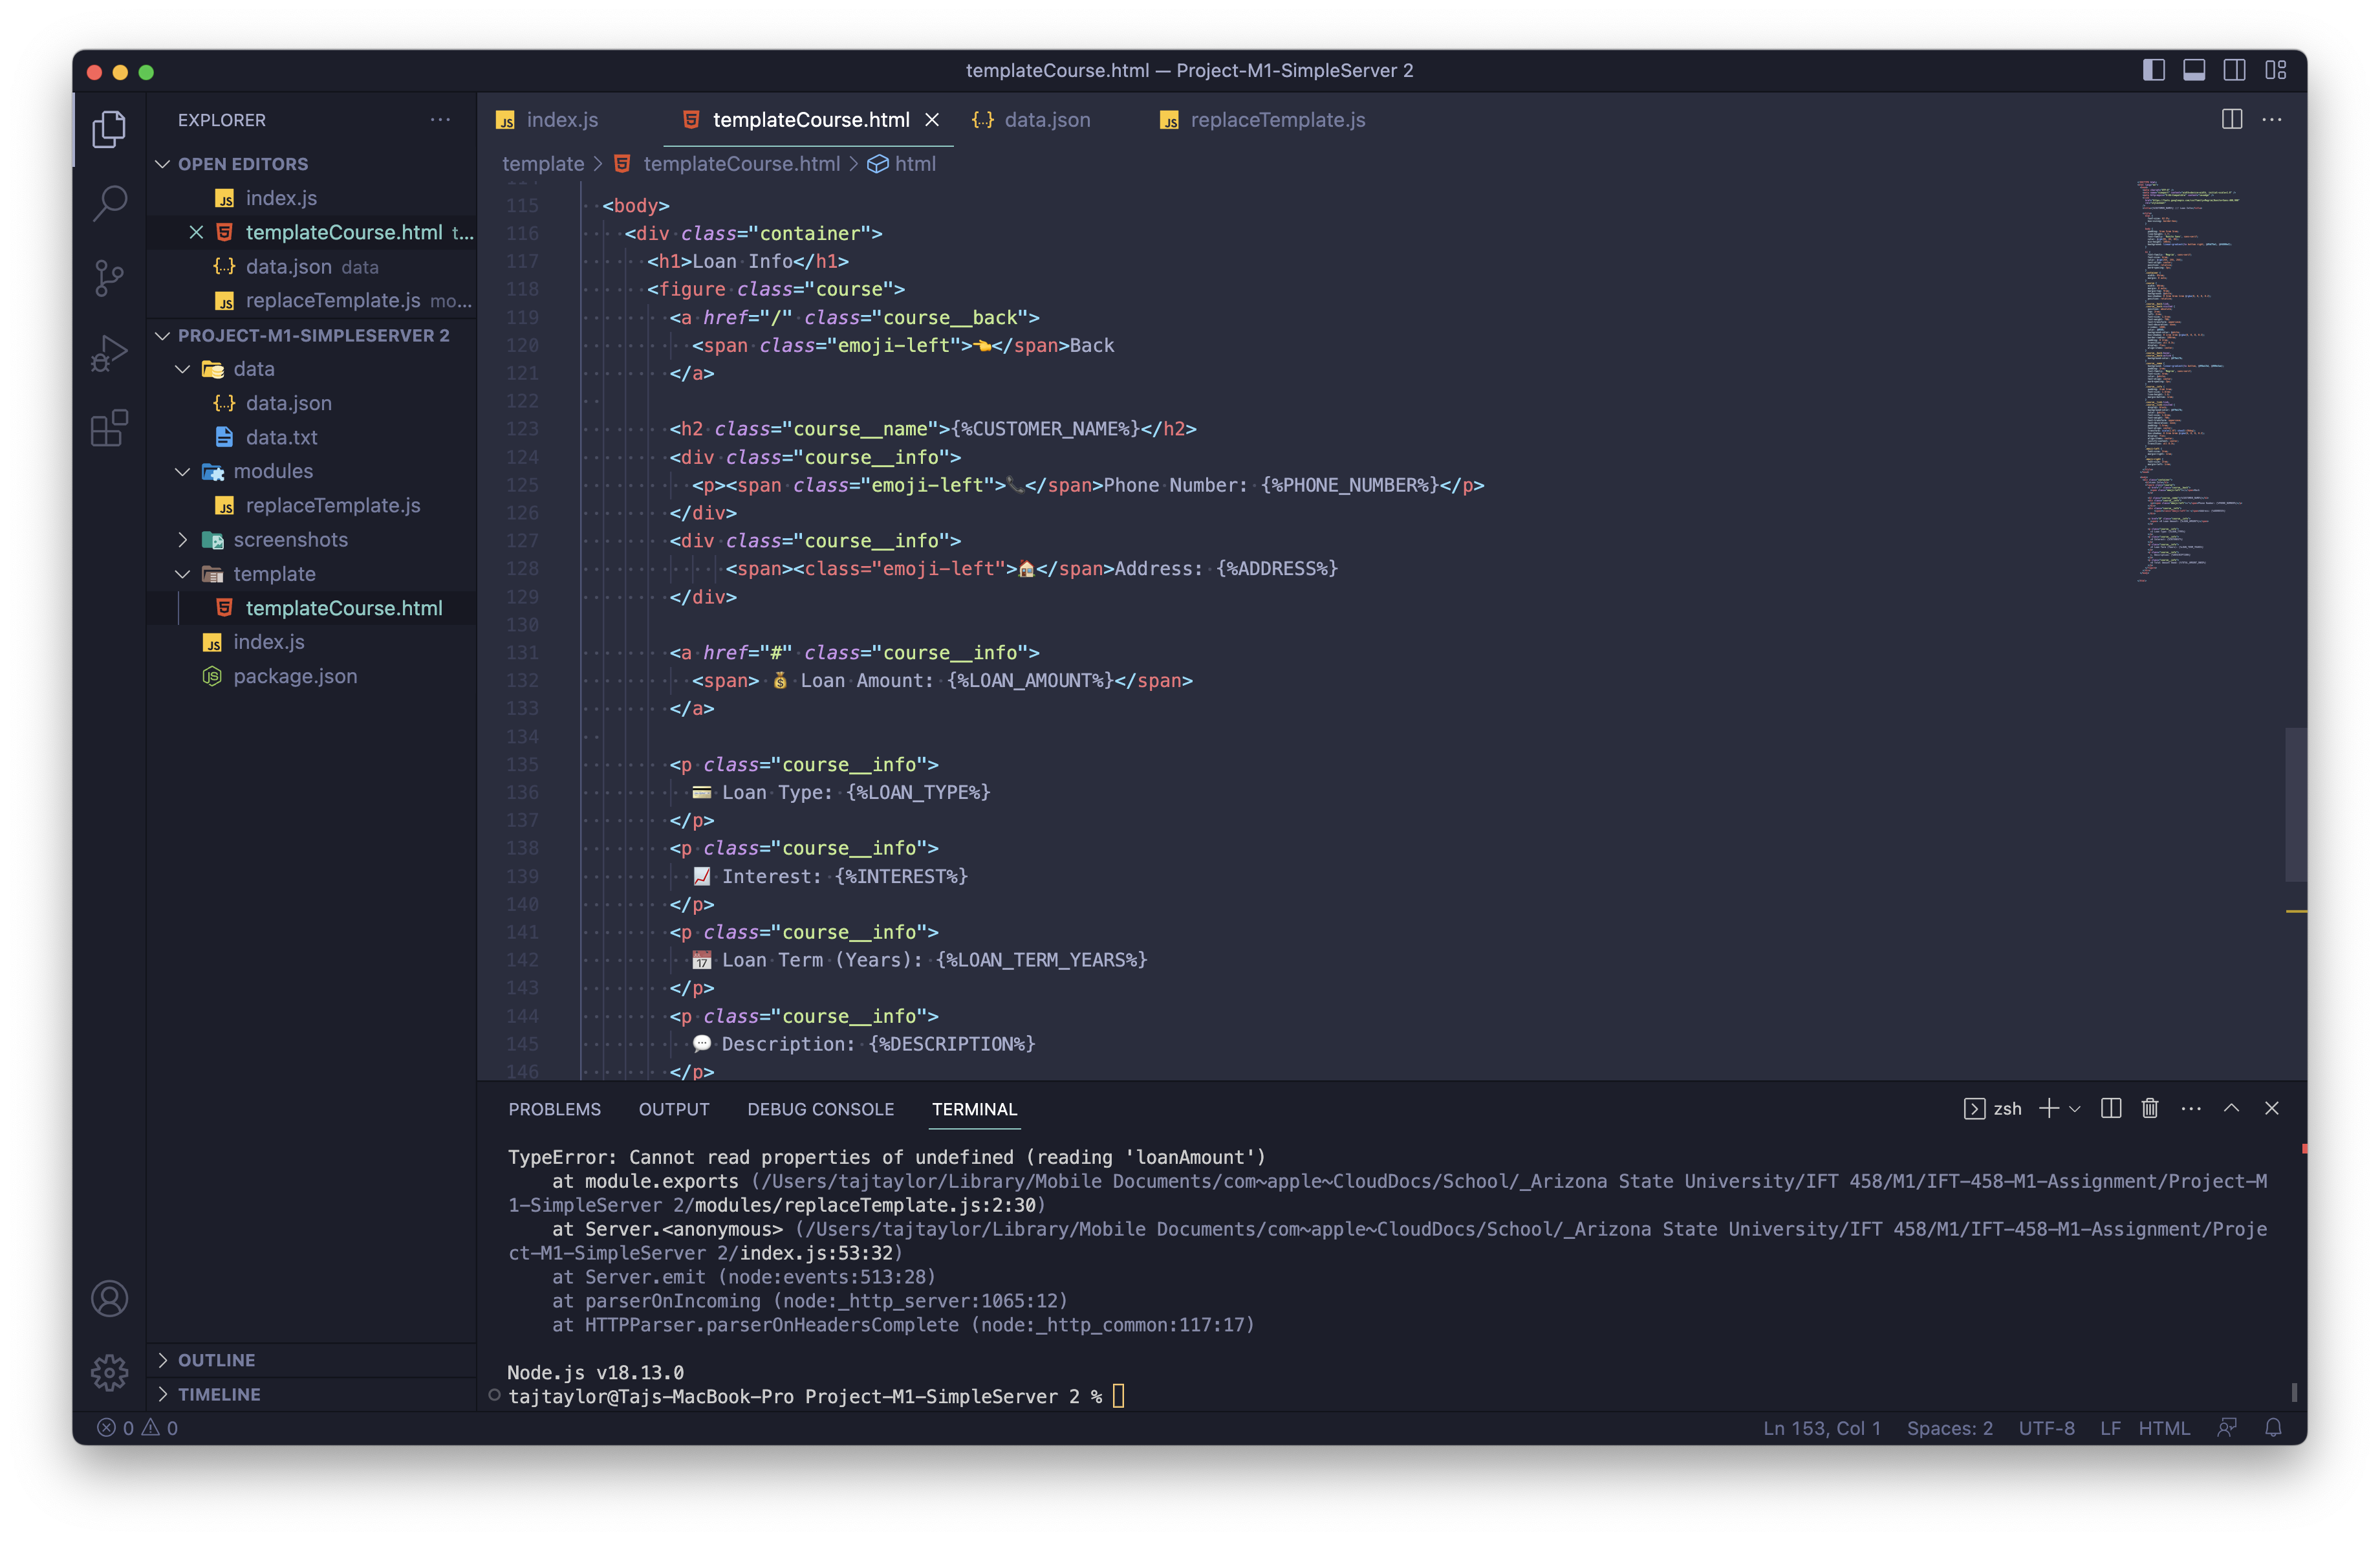 templateCourse.html — Project-M1-SimpleServer 2
EXPLORER
OPEN EDITORS
index.js
templateCourse.html t...
data.json data
replaceTemplate.js mo...
PROJECT-M1-SIMPLESERVER 2
data
data.json
data.txt
modules
replaceTemplate.js
screenshots
template
templateCourse.html
index.js
package.json
OUTLINE
TIMELINE
index.js
templateCourse.html
data.json
replaceTemplate.js
template > templateCourse.html > html
115 <body>
116 <div class="container">
117 <h1>Loan Info</h1>
118 <figure class="course">
119 <a href="/" class="course__back">
120 <span class="emoji-left">👈</span>Back
121 </a>
122
123 <h2 class="course__name">{%CUSTOMER_NAME%}</h2>
124 <div class="course__info">
125 <p><span class="emoji-left">📞</span>Phone Number: {%PHONE_NUMBER%}</p>
126 </div>
127 <div class="course__info">
128 <span><class="emoji-left">🏠</span>Address: {%ADDRESS%}
129 </div>
130
131 <a href="#" class="course__info">
132 <span> 💰 Loan Amount: {%LOAN_AMOUNT%}</span>
133 </a>
134
135 <p class="course__info">
136 💳 Loan Type: {%LOAN_TYPE%}
137 </p>
138 <p class="course__info">
139 📈 Interest: {%INTEREST%}
140 </p>
141 <p class="course__info">
142 📅 Loan Term (Years): {%LOAN_TERM_YEARS%}
143 </p>
144 <p class="course__info">
145 💬 Description: {%DESCRIPTION%}
146 </p>
PROBLEMS OUTPUT DEBUG CONSOLE TERMINAL
zsh
TypeError: Cannot read properties of undefined (reading 'loanAmount')
at module.exports (/Users/tajtaylor/Library/Mobile Documents/com~apple~CloudDocs/School/_Arizona State University/IFT 458/M1/IFT-458-M1-Assignment/Project-M
1-SimpleServer 2/modules/replaceTemplate.js:2:30)
at Server.<anonymous> (/Users/tajtaylor/Library/Mobile Documents/com~apple~CloudDocs/School/_Arizona State University/IFT 458/M1/IFT-458-M1-Assignment/Proje
ct-M1-SimpleServer 2/index.js:53:32)
at Server.emit (node:events:513:28)
at parserOnIncoming (node:_http_server:1065:12)
at HTTPParser.parserOnHeadersComplete (node:_http_common:117:17)
Node.js v18.13.0
tajtaylor@Tajs-MacBook-Pro Project-M1-SimpleServer 2 %
0 0
Ln 153, Col 1 Spaces: 2 UTF-8 LF HTML